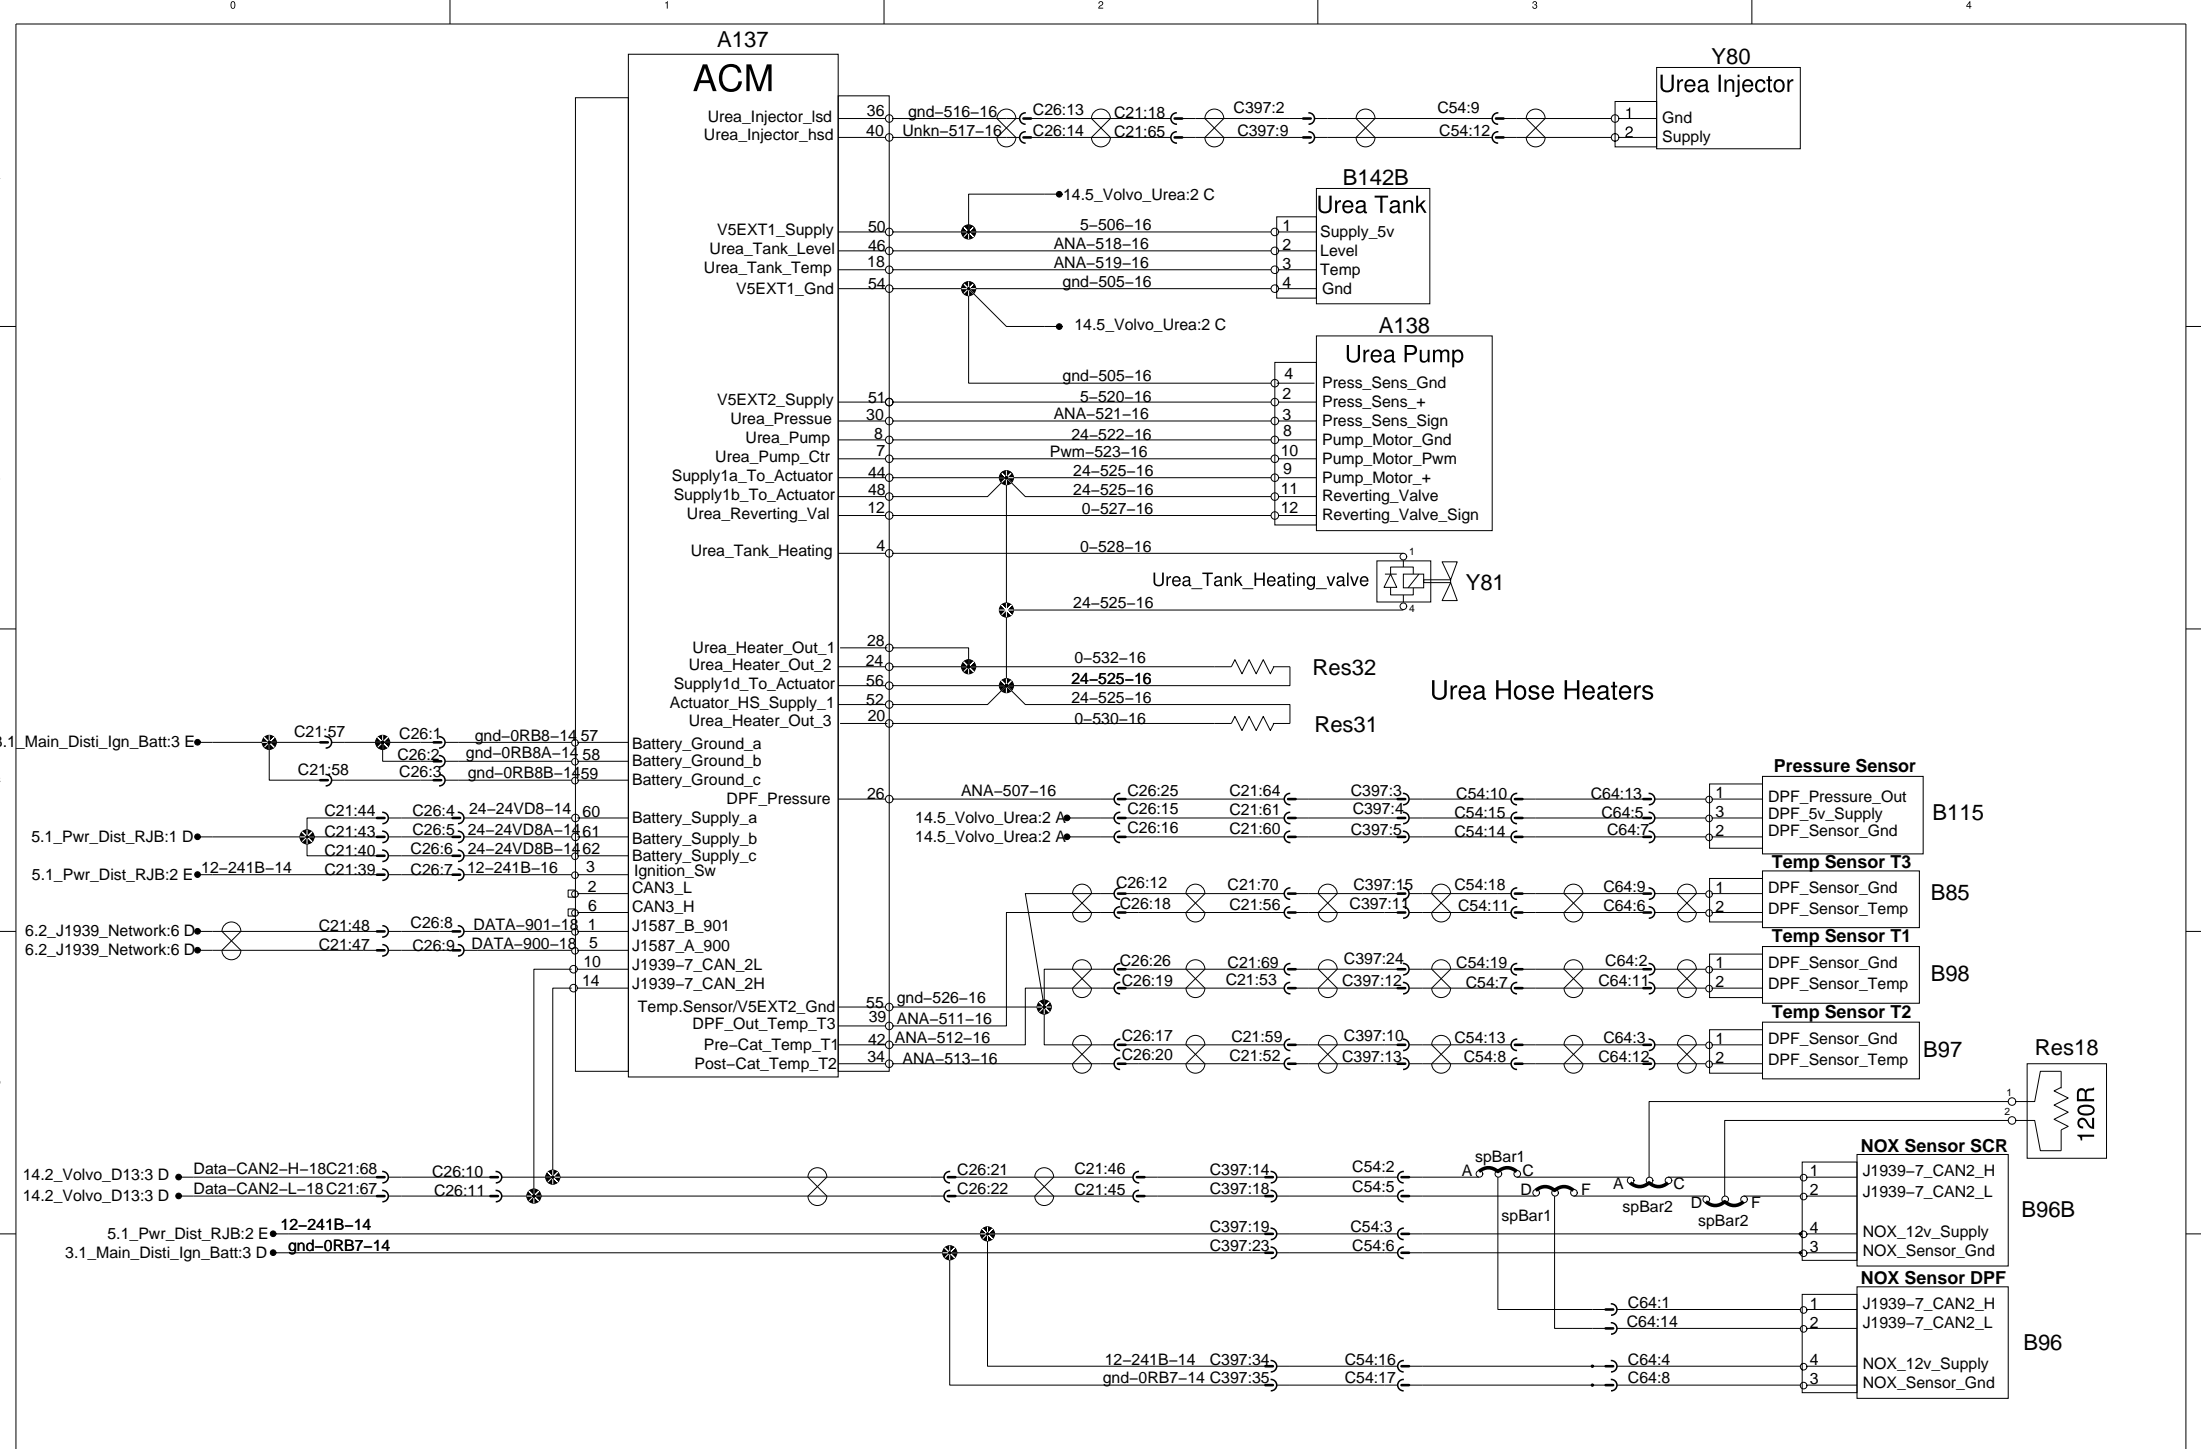 0 1 2 3 4
A137
ACM
Urea_Injector_lsd 36 gnd-516-16 C26:13 C21:18 C397:2 C54:9
Urea_Injector_hsd 40 Unkn-517-16 C26:14 C21:65 C397:9 C54:12
Y80
Urea Injector
1 Gnd
2 Supply
14.5_Volvo_Urea:2 C
B142B
Urea Tank
V5EXT1_Supply 50 5-506-16 1 Supply_5v
Urea_Tank_Level 46 ANA-518-16 2 Level
Urea_Tank_Temp 18 ANA-519-16 3 Temp
V5EXT1_Gnd 54 gnd-505-16 4 Gnd
14.5_Volvo_Urea:2 C
A138
Urea Pump
gnd-505-16 4 Press_Sens_Gnd
V5EXT2_Supply 51 5-520-16 2 Press_Sens_+
Urea_Pressue 30 ANA-521-16 3 Press_Sens_Sign
Urea_Pump 8 24-522-16 8 Pump_Motor_Gnd
Urea_Pump_Ctr 7 Pwm-523-16 10 Pump_Motor_Pwm
Supply1a_To_Actuator 44 24-525-16 9 Pump_Motor_+
Supply1b_To_Actuator 48 24-525-16 11 Reverting_Valve
Urea_Reverting_Val 12 0-527-16 12 Reverting_Valve_Sign
Urea_Tank_Heating 4 0-528-16 1
Urea_Tank_Heating_valve Y81
24-525-16 4
Urea_Heater_Out_1 28
Urea_Heater_Out_2 24 0-532-16 Res32
Supply1d_To_Actuator 56 24-525-16
Urea Hose Heaters
Actuator_HS_Supply_1 52 24-525-16
Urea_Heater_Out_3 20 0-530-16 Res31
3.1_Main_Disti_Ign_Batt:3 E C21:57 C26:1 gnd-0RB8-14 57 Battery_Ground_a
C26:2 gnd-0RB8A-14 58 Battery_Ground_b
C21:58 C26:3 gnd-0RB8B-14 59 Battery_Ground_c
Pressure Sensor
DPF_Pressure 26 ANA-507-16 C26:25 C21:64 C397:3 C54:10 C64:13 1 DPF_Pressure_Out
C21:44 C26:4 24-24VD8-14 60 Battery_Supply_a
14.5_Volvo_Urea:2 A C26:15 C21:61 C397:4 C54:15 C64:5 3 DPF_5v_Supply
B115
5.1_Pwr_Dist_RJB:1 D C21:43 C26:5 24-24VD8A-14 61 Battery_Supply_b
14.5_Volvo_Urea:2 A C26:16 C21:60 C397:5 C54:14 C64:7 2 DPF_Sensor_Gnd
C21:40 C26:6 24-24VD8B-14 62 Battery_Supply_c
5.1_Pwr_Dist_RJB:2 E 12-241B-14 C21:39 C26:7 12-241B-16 3 Ignition_Sw
Temp Sensor T3
2 CAN3_L
C26:12 C21:70 C397:15 C54:18 C64:9 1 DPF_Sensor_Gnd
B85
6 CAN3_H
C26:18 C21:56 C397:11 C54:11 C64:6 2 DPF_Sensor_Temp
6.2_J1939_Network:6 D C21:48 C26:8 DATA-901-18 1 J1587_B_901
6.2_J1939_Network:6 D C21:47 C26:9 DATA-900-18 5 J1587_A_900
Temp Sensor T1
10 J1939-7_CAN_2L
C26:26 C21:69 C397:24 C54:19 C64:2 1 DPF_Sensor_Gnd
B98
14 J1939-7_CAN_2H
C26:19 C21:53 C397:12 C54:7 C64:11 2 DPF_Sensor_Temp
Temp.Sensor/V5EXT2_Gnd 55 gnd-526-16
DPF_Out_Temp_T3 39 ANA-511-16
Temp Sensor T2
Pre-Cat_Temp_T1 42 ANA-512-16
C26:17 C21:59 C397:10 C54:13 C64:3 1 DPF_Sensor_Gnd
B97
Post-Cat_Temp_T2 34 ANA-513-16 C26:20 C21:52 C397:13 C54:8 C64:12 2 DPF_Sensor_Temp
Res18
1
2
120R
NOX Sensor SCR
14.2_Volvo_D13:3 D Data-CAN2-H-18 C21:68 C26:10 C26:21 C21:46 C397:14 C54:2 A spBar1 C 1 J1939-7_CAN2_H
14.2_Volvo_D13:3 D Data-CAN2-L-18 C21:67 C26:11 C26:22 C21:45 C397:18 C54:5 D F spBar1 A C spBar2 D F spBar2 2 J1939-7_CAN2_L
B96B
5.1_Pwr_Dist_RJB:2 E 12-241B-14 C397:19 C54:3 4 NOX_12v_Supply
3.1_Main_Disti_Ign_Batt:3 D gnd-0RB7-14 C397:23 C54:6 3 NOX_Sensor_Gnd
NOX Sensor DPF
C64:1 1 J1939-7_CAN2_H
C64:14 2 J1939-7_CAN2_L
B96
12-241B-14 C397:34 C54:16 C64:4 4 NOX_12v_Supply
gnd-0RB7-14 C397:35 C54:17 C64:8 3 NOX_Sensor_Gnd